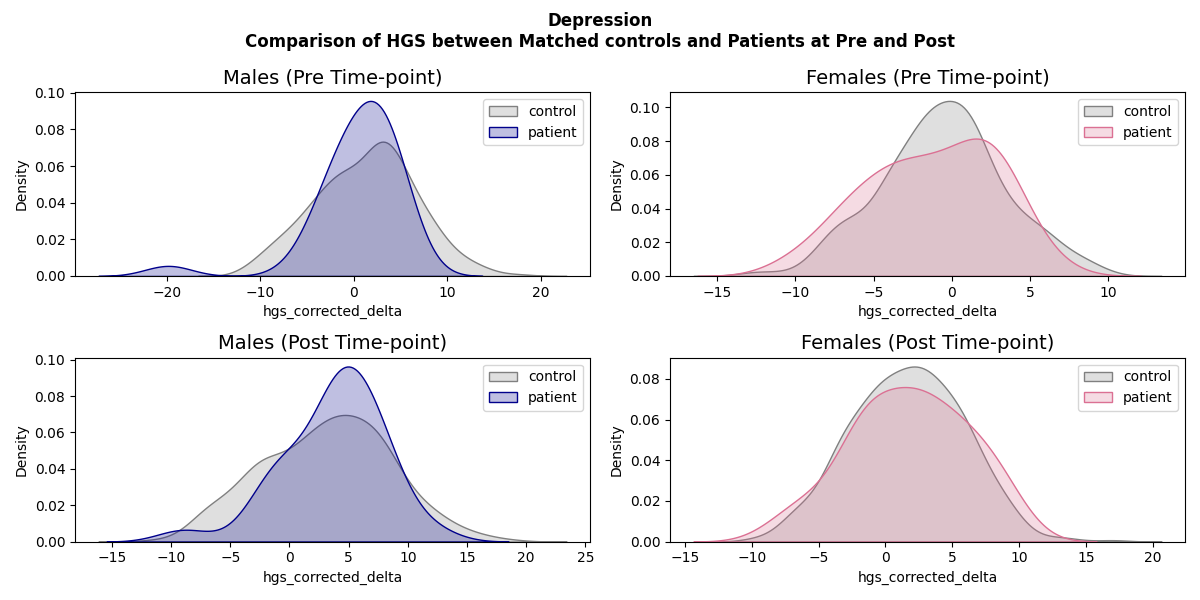 Depression
Comparison of HGS between Matched controls and Patients at Pre and Post
Males (Pre Time-point)
0.10
0.08
0.06
0.04
0.02
0.00
Density
control
patient
−20 −10 0 10 20
hgs_corrected_delta
Females (Pre Time-point)
0.10
0.08
0.06
0.04
0.02
0.00
Density
control
patient
−15 −10 −5 0 5 10
hgs_corrected_delta
Males (Post Time-point)
0.10
0.08
0.06
0.04
0.02
0.00
Density
control
patient
−15 −10 −5 0 5 10 15 20 25
hgs_corrected_delta
Females (Post Time-point)
0.08
0.06
0.04
0.02
0.00
Density
control
patient
−15 −10 −5 0 5 10 15 20
hgs_corrected_delta